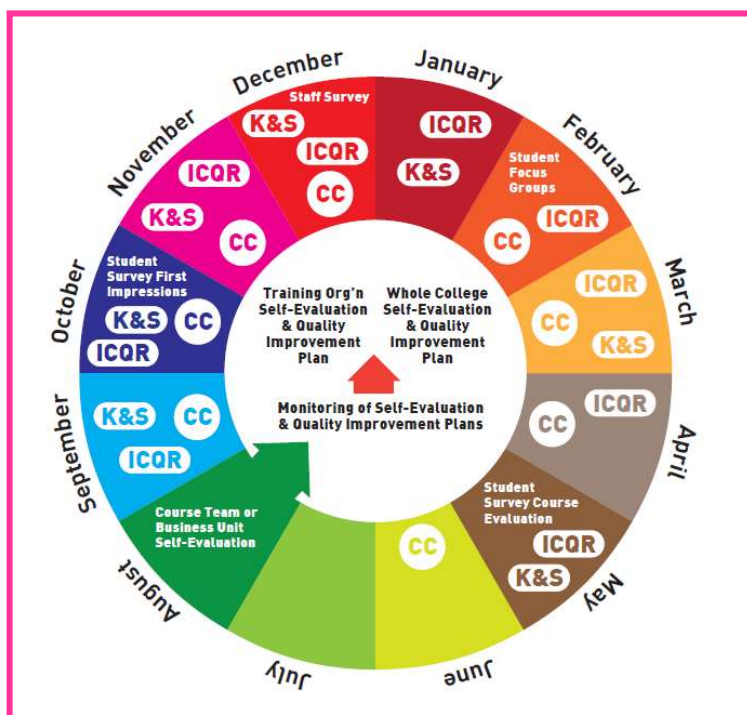 January
ICQR
K&S
February
Student
Focus
Groups
CC
ICQR
March
ICQR
CC
K&S
April
ICQR
CC
May
Student
Survey Course
Evaluation
ICQR
K&S
June
CC
July
August
Course Team or
Business Unit
Self-Evaluation
September
K&S
CC
ICQR
October
Student
Survey First
Impressions
K&S
CC
ICQR
November
ICQR
K&S
CC
December
Staff Survey
K&S
ICQR
CC
Training Org'n
Self-Evaluation
& Quality
Improvement
Plan
Whole College
Self-Evaluation
& Quality
Improvement
Plan
Monitoring of Self-Evaluation
& Quality Improvement Plans